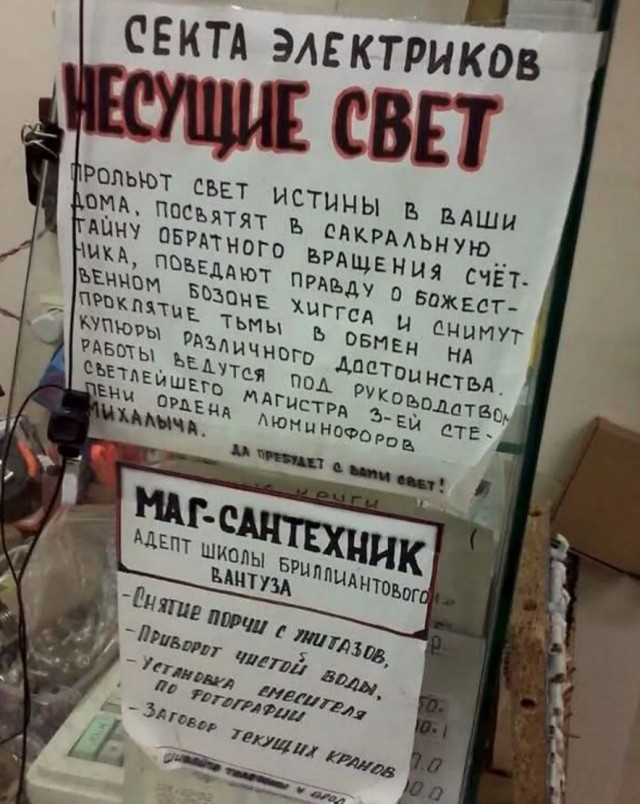 СЕКТА ЭЛЕКТРИКОВ
НЕСУЩИЕ СВЕТ
ПРОЛЬЮТ СВЕТ ИСТИНЫ В ВАШИ
ДОМА, ПОСВЯТЯТ В САКРАЛЬНУЮ
ТАЙНУ ОБРАТНОГО ВРАЩЕНИЯ СЧЁТ-
ЧИКА, ПОВЕДАЮТ ПРАВДУ О БОЖЕСТ-
ВЕННОМ БОЗОНЕ ХИГГСА И СНИМУТ
ПРОКЛЯТИЕ ТЬМЫ В ОБМЕН НА
КУПЮРЫ РАЗЛИЧНОГО ДОСТОИНСТВА.
РАБОТЫ ВЕДУТСЯ ПОД РУКОВОДСТВОМ
СВЕТЛЕЙШЕГО МАГИСТРА 3-ЕЙ СТЕ-
ПЕНИ ОРДЕНА ЛЮМИНОФОРОВ
МИХАЛЫЧА.
ДА ПРЕБУДЕТ С ВАМИ СВЕТ!
МАГ-САНТЕХНИК
АДЕПТ ШКОЛЫ БРИЛЛИАНТОВОГО
ВАНТУЗА
-СНЯТИЕ ПОРЧИ С УНИТАЗОВ,
-ПРИВОРОТ ЧИСТОЙ ВОДЫ,
-УСТАНОВКА СМЕСИТЕЛЯ
ПО ФОТОГРАФИИ
-ЗАГОВОР ТЕКУЩИХ КРАНОВ